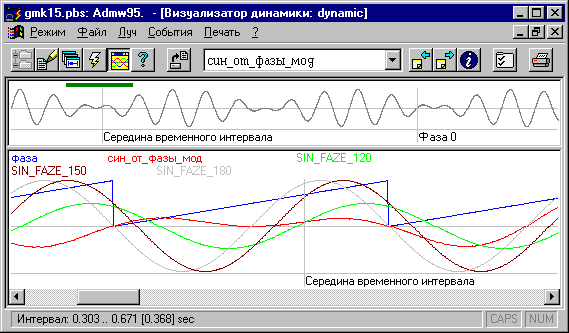 gmk15.pbs: Admw95. - [Визуализатор динамики: dynamic]
Режим Файл Луч События Печать ?
син_от_фазы_мод
Середина временного интервала Фаза 0
фаза син_от_фазы_мод SIN_FAZE_120
SIN_FAZE_150 SIN_FAZE_180
Середина временного интервала
Интервал: 0.303 .. 0.671 [0.368] sec CAPS NUM